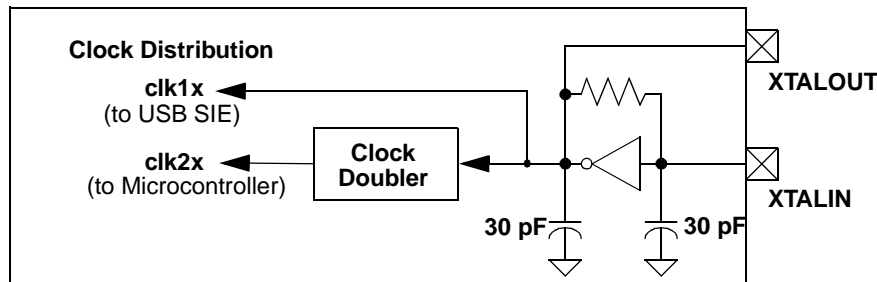 Clock Distribution
clk1x
(to USB SIE)
clk2x
(to Microcontroller)
Clock
Doubler
30 pF
30 pF
XTALOUT
XTALIN